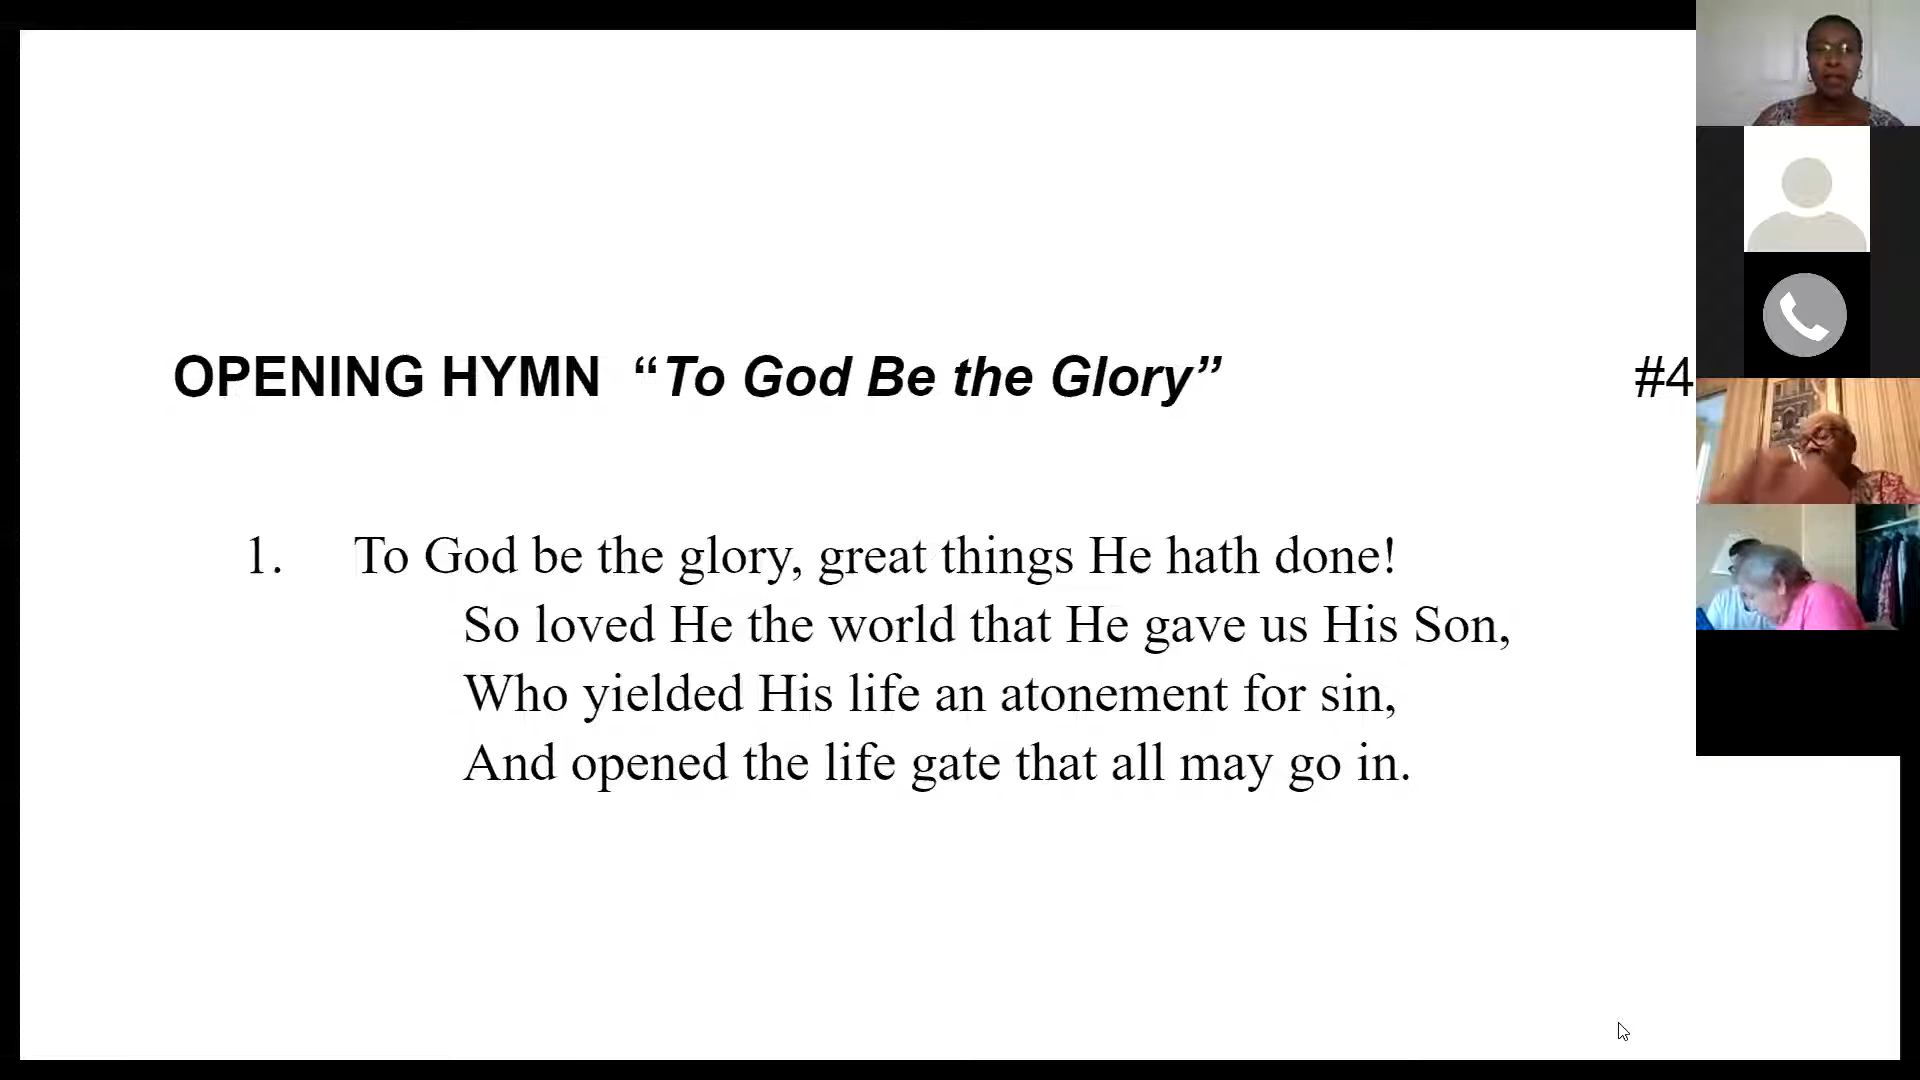 OPENING HYMN “To God Be the Glory” #4
1. To God be the glory, great things He hath done!
So loved He the world that He gave us His Son,
Who yielded His life an atonement for sin,
And opened the life gate that all may go in.